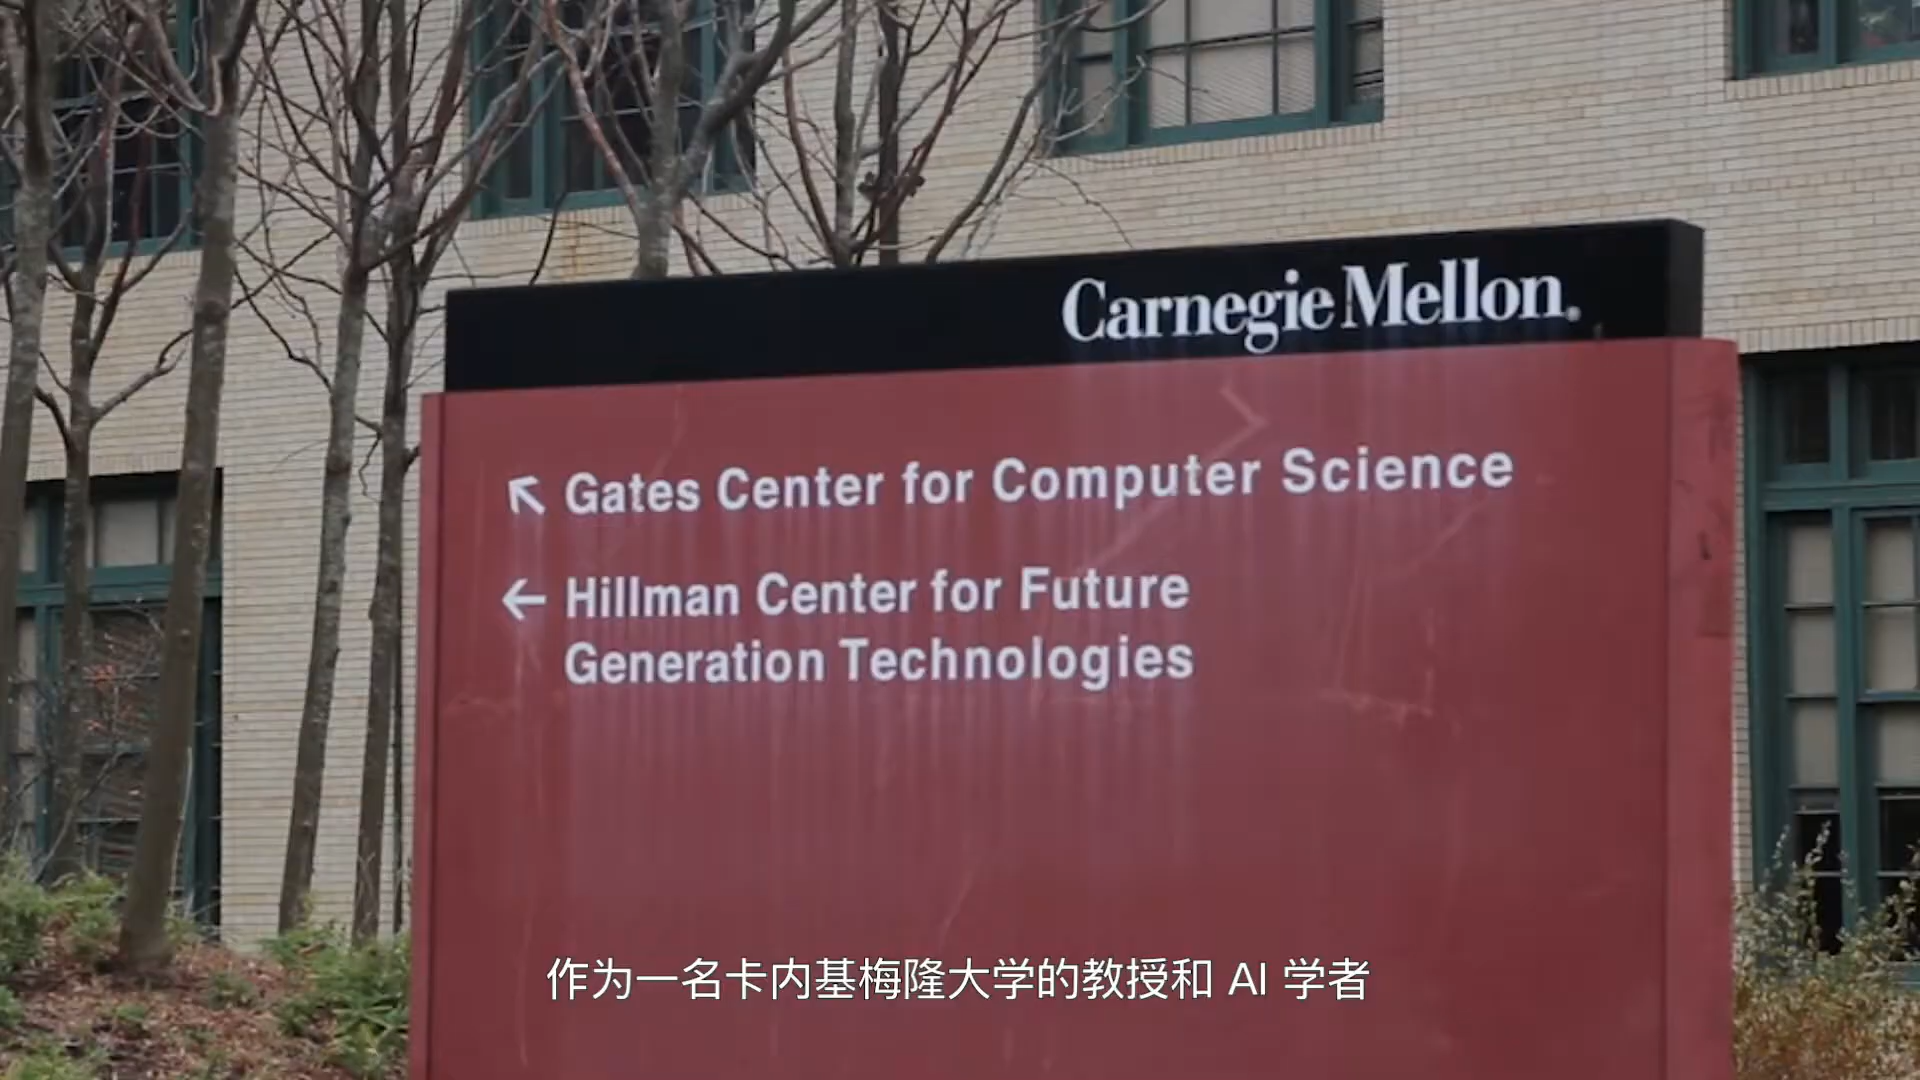 Carnegie Mellon.
↖ Gates Center for Computer Science
← Hillman Center for Future
Generation Technologies
作为一名卡内基梅隆大学的教授和 AI 学者